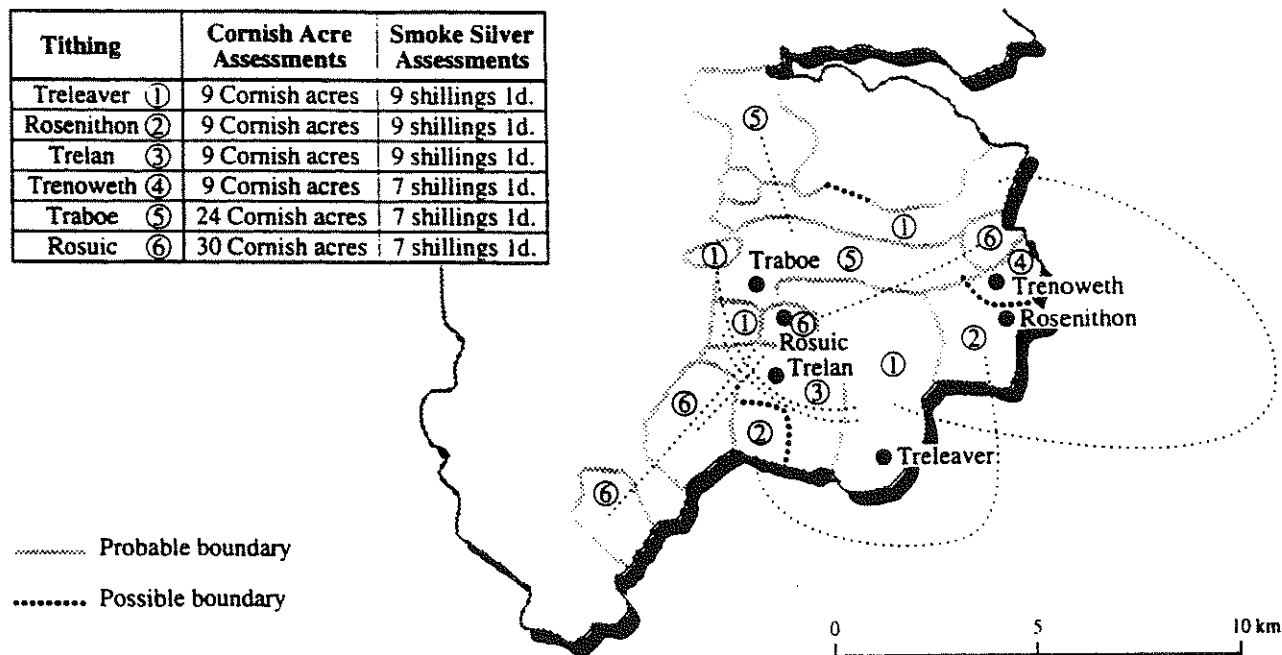 Tithing Cornish Acre Assessments Smoke Silver Assessments
Treleaver ① 9 Cornish acres 9 shillings 1d.
Rosenithon ② 9 Cornish acres 9 shillings 1d.
Trelan ③ 9 Cornish acres 9 shillings 1d.
Trenoweth ④ 9 Cornish acres 7 shillings 1d.
Traboe ⑤ 24 Cornish acres 7 shillings 1d.
Rosuic ⑥ 30 Cornish acres 7 shillings 1d.
⑤
①
⑥
① Traboe ⑤ ④
Trenoweth
① ⑥ Rosenithon
Rosuic ②
Trelan ①
⑥ ③
②
Treleaver
⑥
Probable boundary
Possible boundary
0 5 10 km